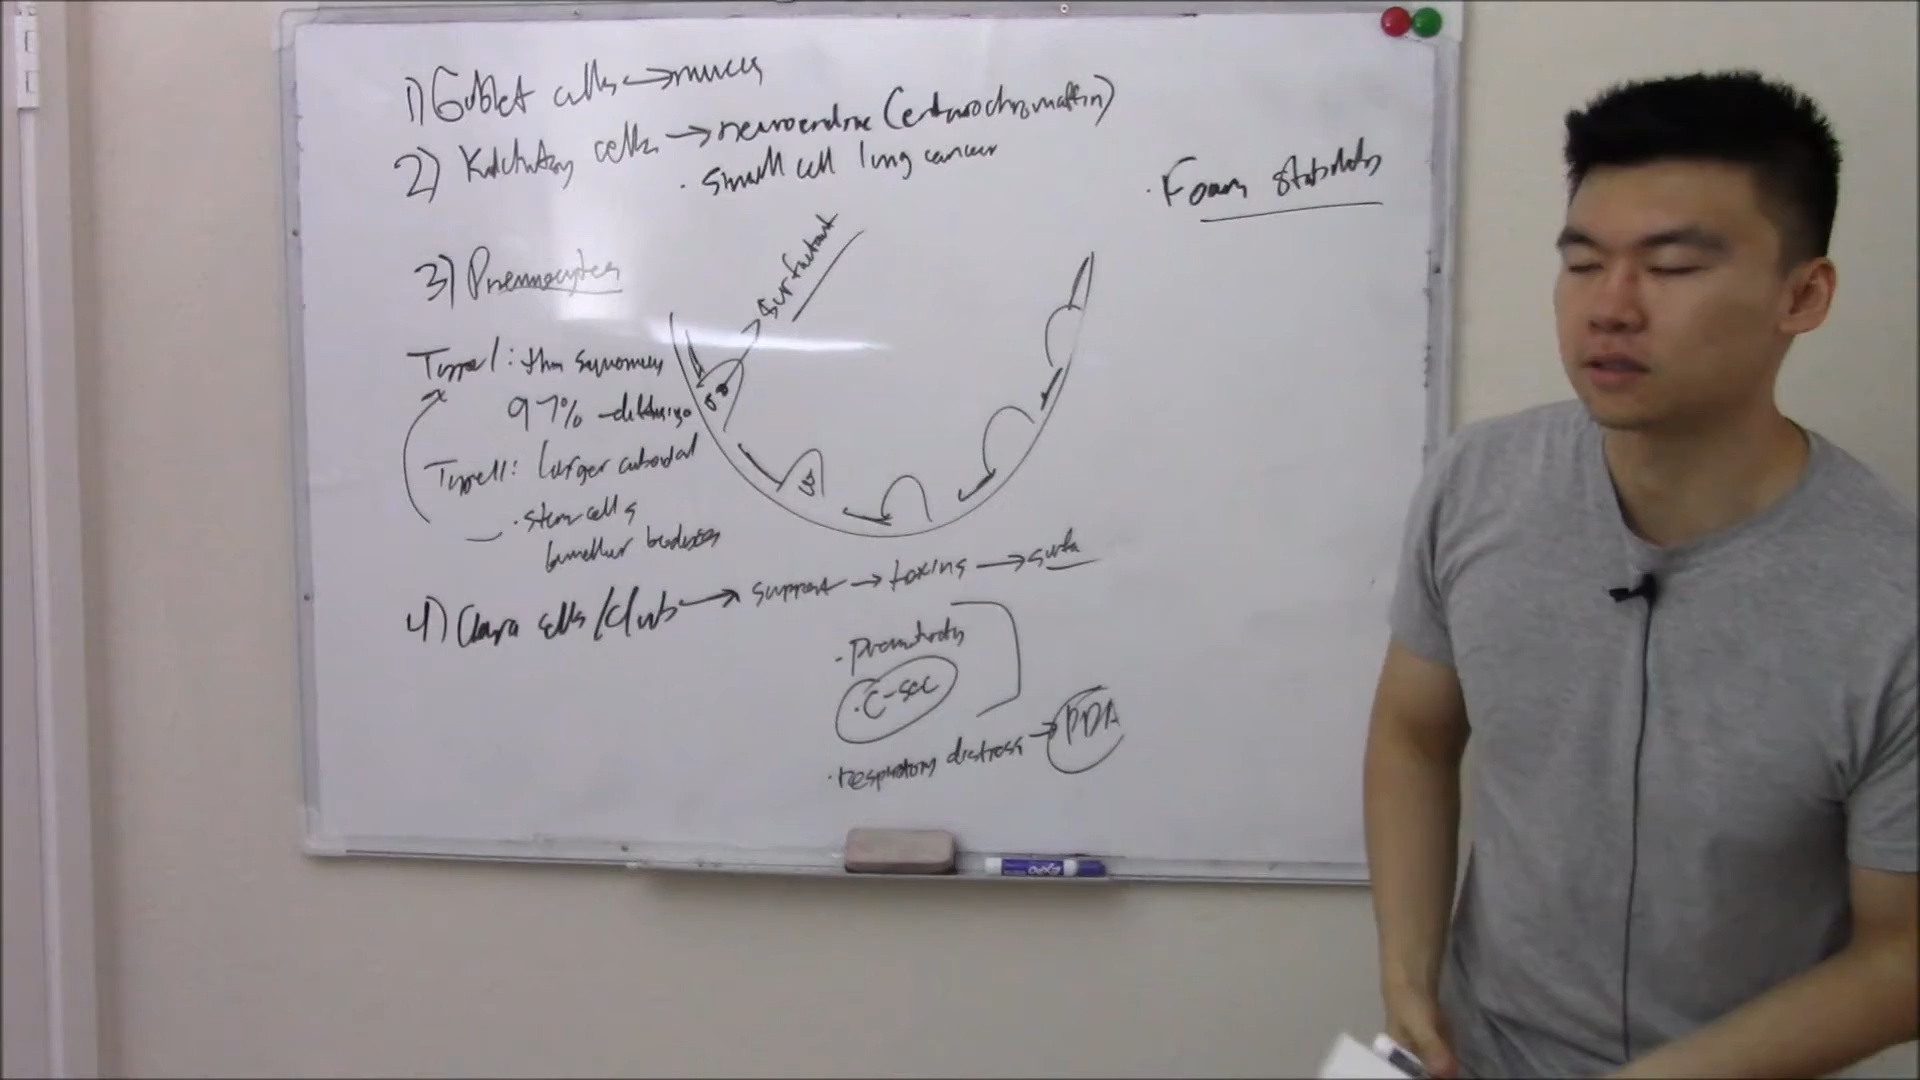 1) Goblet cells → mucus
2) Kulchitsky cells → neuroendocrine (enterochromaffin)
· small cell lung cancer
· Foam stability
Surfactant
3) Pneumocytes
Type I: thin squamous
97% - diffusion
Type II: larger cuboidal
· stem cells
lamellar bodies
4) Clara cells/Club → support → toxins → surfa
· Prematurity
· C-sec
· respiratory distress → PDA
EXPO